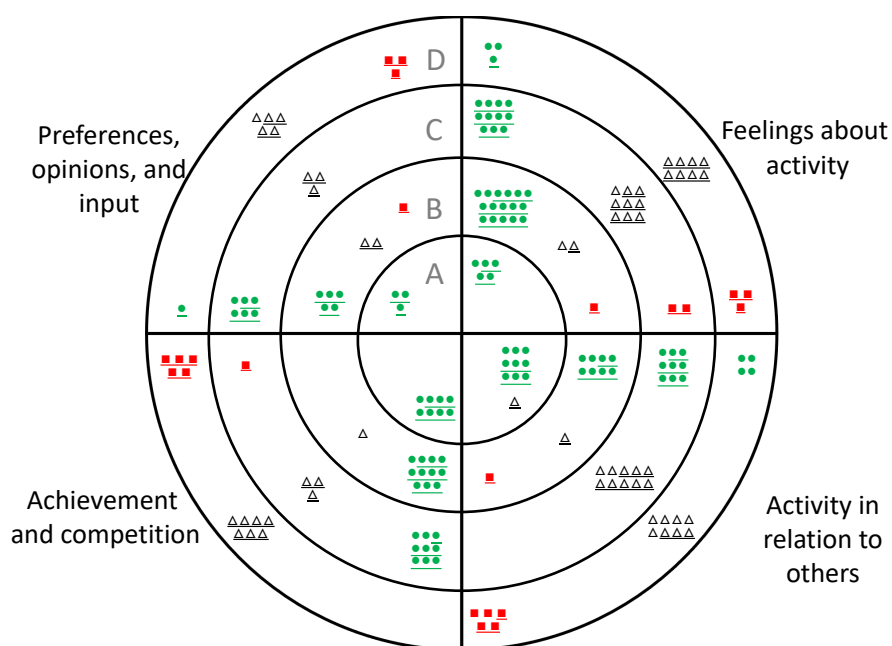 D
C
B
A
Preferences,
opinions, and
input
Feelings about
activity
Achievement
and competition
Activity in
relation to
others